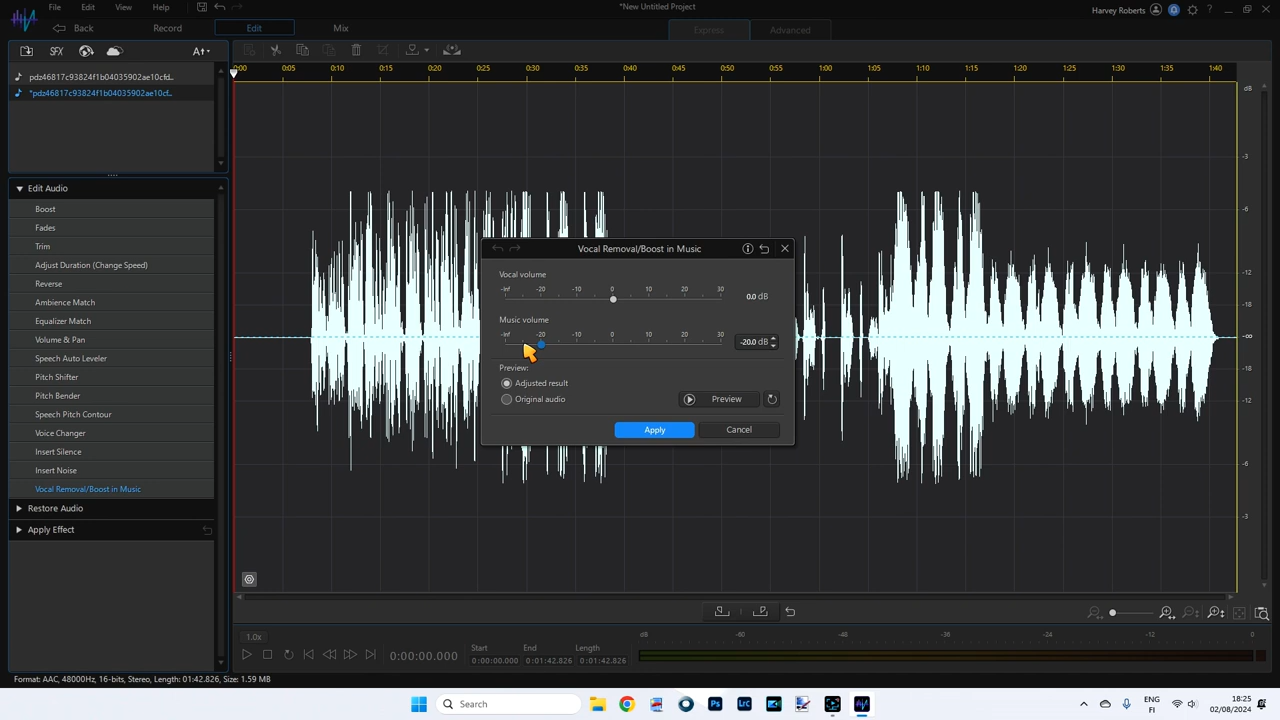 File Edit View Help
*New Untitled Project
Harvey Roberts
Back Record Edit Mix
Express Advanced
SFX A+
pdz46817c93824f1b04035902ae10cfd...
*pdz46817c93824f1b04035902ae10cf...
Edit Audio
Boost
Fades
Trim
Adjust Duration (Change Speed)
Reverse
Ambience Match
Equalizer Match
Volume & Pan
Speech Auto Leveler
Pitch Shifter
Pitch Bender
Speech Pitch Contour
Voice Changer
Insert Silence
Insert Noise
Vocal Removal/Boost in Music
Restore Audio
Apply Effect
0:00 0:05 0:10 0:15 0:20 0:25 0:30 0:35 0:40 0:45 0:50 0:55 1:00 1:05 1:10 1:15 1:20 1:25 1:30 1:35 1:40
dB
-3
-6
-12
-∞
-12
-6
-3
Vocal Removal/Boost in Music
Vocal volume
-Inf -20 -10 0 10 20 30
0.0 dB
Music volume
-Inf -20 -10 0 10 20 30
-20.0 dB
Preview:
Adjusted result
Original audio
Preview
Apply Cancel
1.0x
0:00:00.000
Start End Length
0:00:00.000 0:01:42.826 0:01:42.826
dB -60 -48 -36 -24 -12 0
Format: AAC, 48000Hz, 16-bits, Stereo, Length: 01:42.826, Size: 1.59 MB
Search
Ps LrC
ENG
FI
18:25
02/08/2024